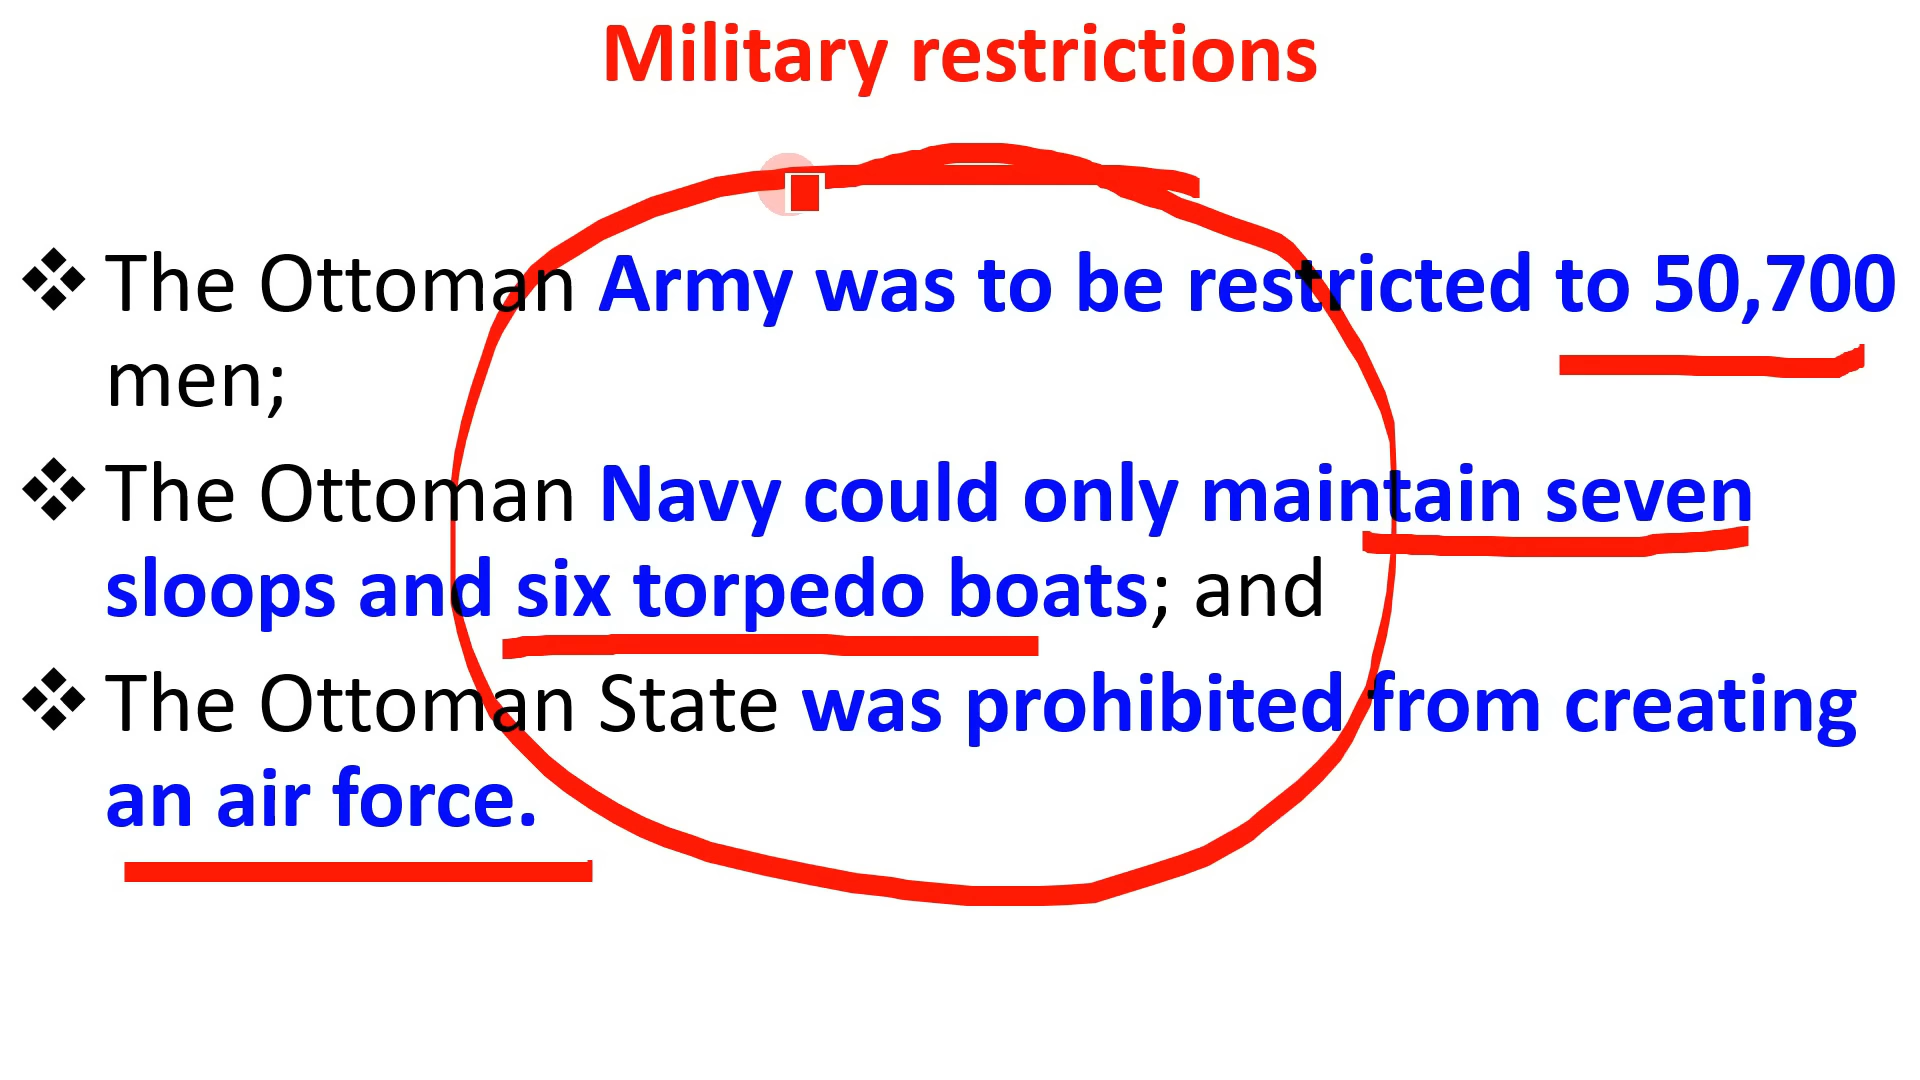 Military restrictions
❖ The Ottoman Army was to be restricted to 50,700
men;
❖ The Ottoman Navy could only maintain seven
sloops and six torpedo boats; and
❖ The Ottoman State was prohibited from creating
an air force.